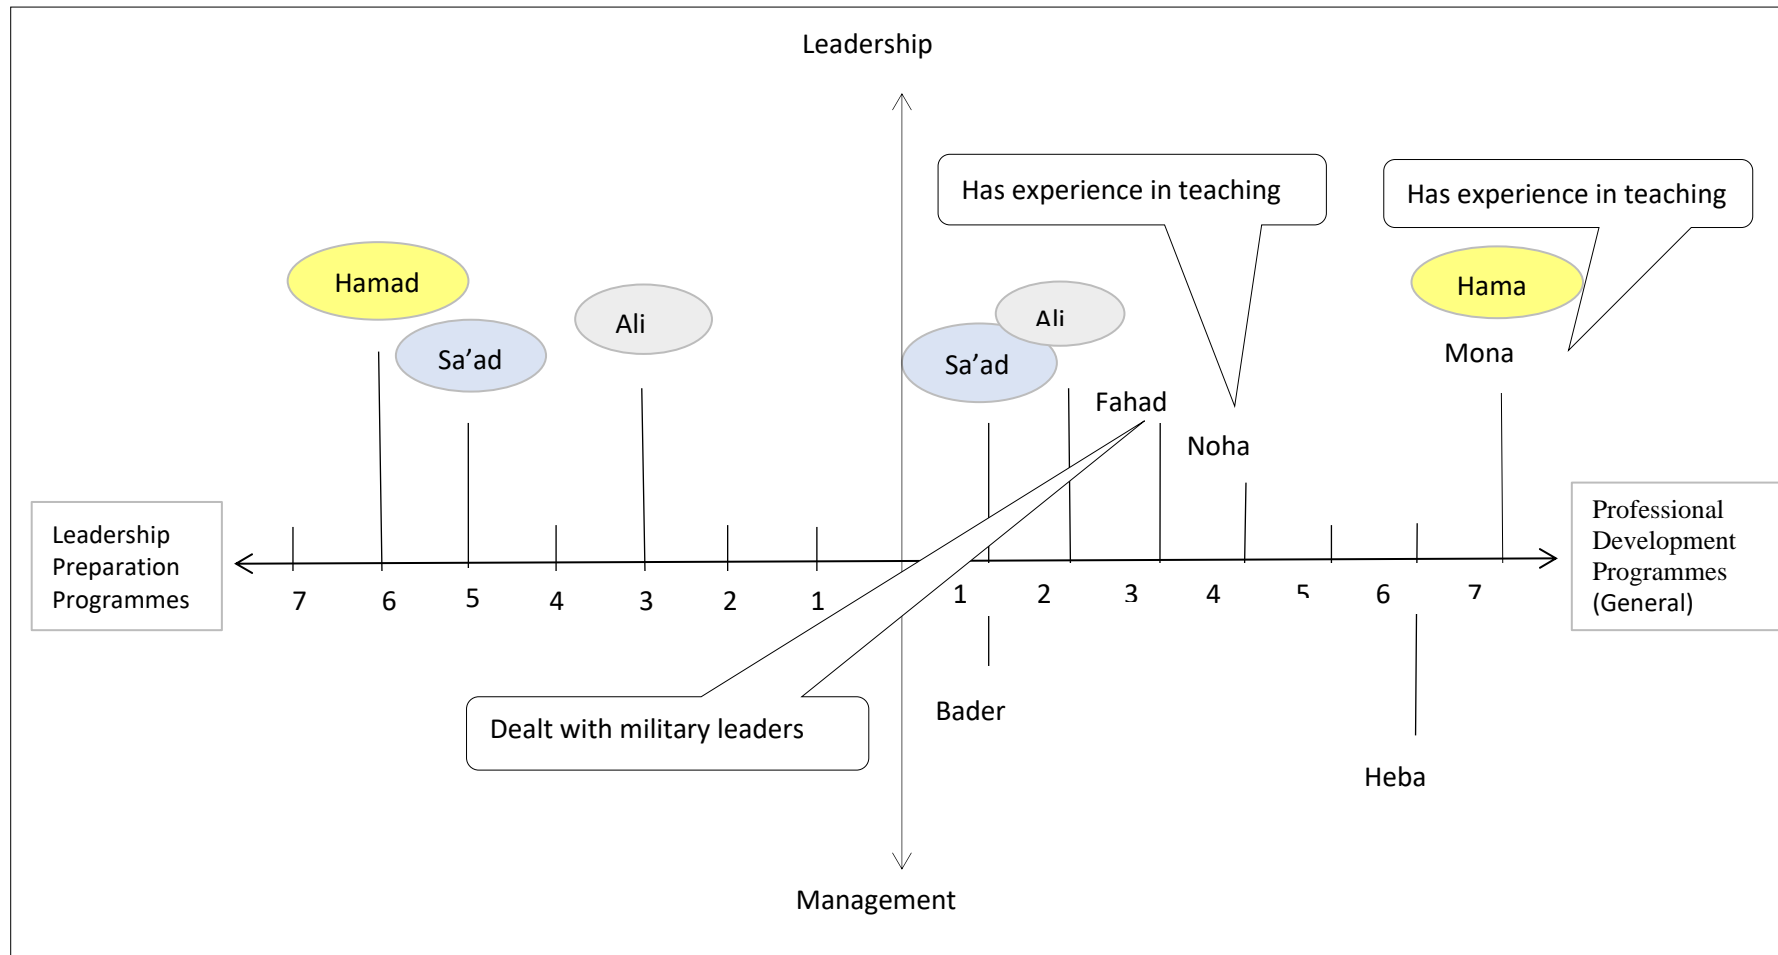 Leadership
Has experience in teaching
Has experience in teaching
Hamad
Hama
Ali
Ali
Sa’ad
Sa’ad
Mona
Fahad
Noha
Leadership
Preparation
Programmes
Professional
Development
Programmes
(General)
7 6 5 4 3 2 1 1 2 3 4 5 6 7
Bader
Dealt with military leaders
Heba
Management